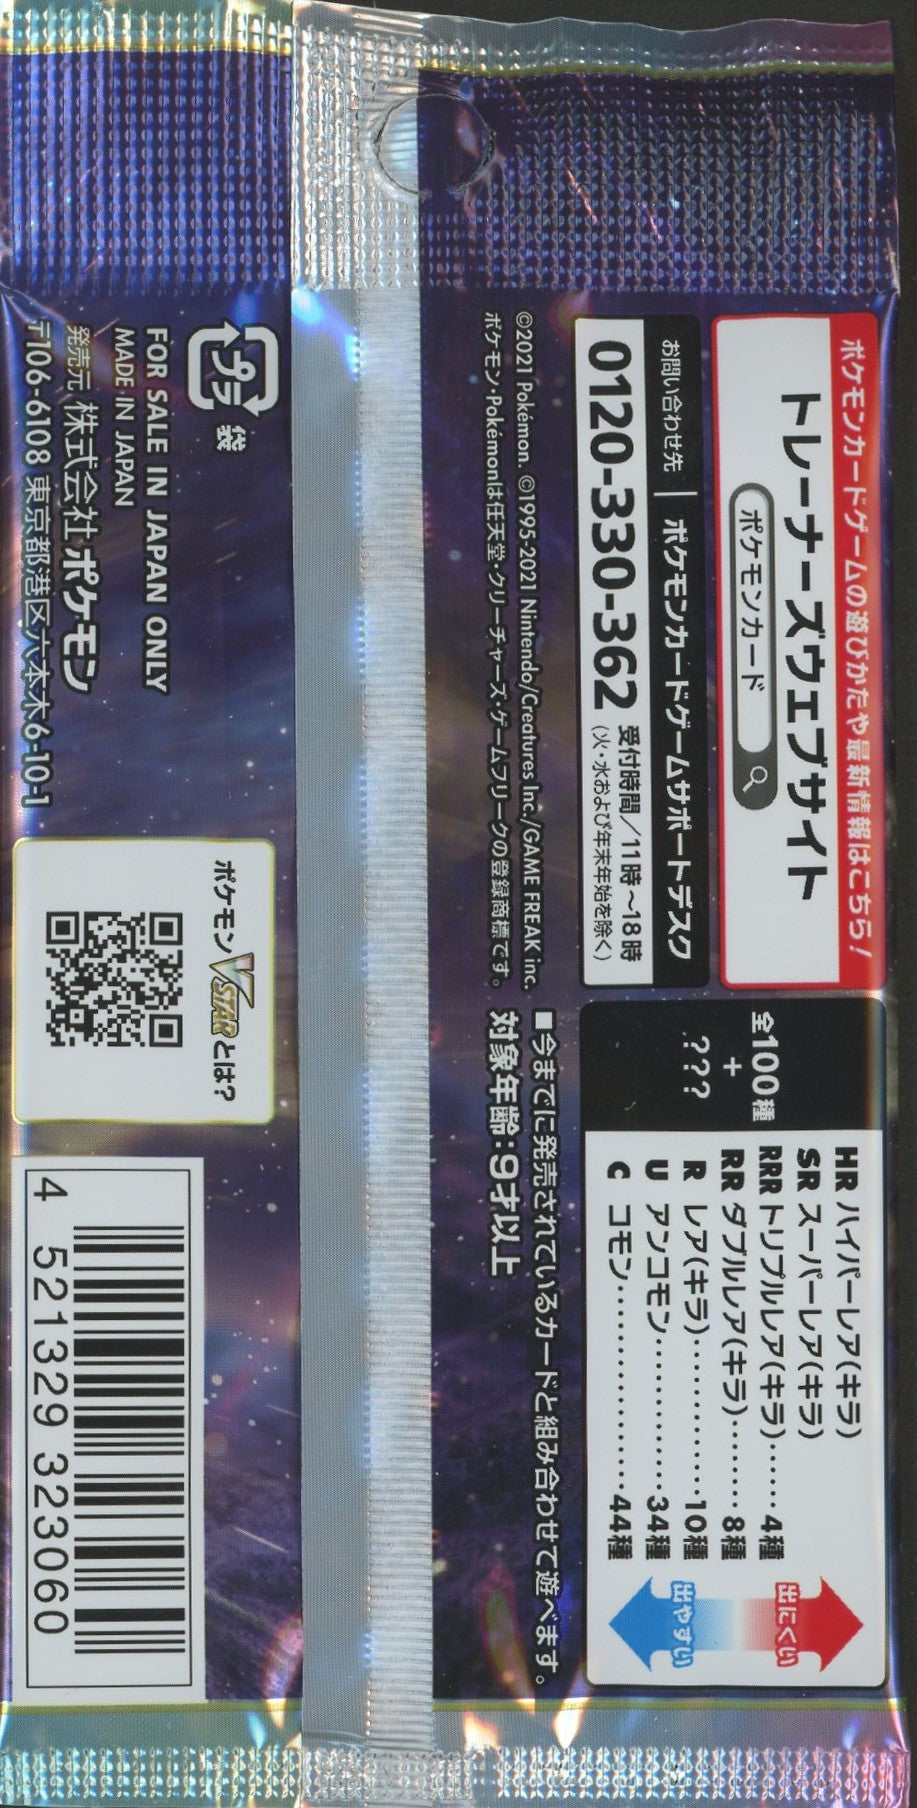 ポケモンカードゲームの遊びかたや最新情報はこちら!
トレーナーズウェブサイト
ポケモンカード
お問い合わせ先 ポケモンカードゲームサポートデスク
0120-330-362 受付時間/11時〜18時
(火・水および年末年始を除く)
©2021 Pokémon. ©1995-2021 Nintendo/Creatures Inc./GAME FREAK inc.
ポケモン・Pokémonは任天堂・クリーチャーズ・ゲームフリークの登録商標です。
全100種
+
???
HR ハイパーレア(キラ)
SR スーパーレア(キラ)
RRR トリプルレア(キラ)‥‥‥4種
RR ダブルレア(キラ)‥‥‥8種
R レア(キラ)‥‥‥‥‥10種
U アンコモン‥‥‥‥‥‥34種
C コモン‥‥‥‥‥‥‥‥44種
出にくい
出やすい
■今までに発売されているカードと組み合わせて遊べます。
対象年齢:9才以上
プラ
袋
FOR SALE IN JAPAN ONLY
MADE IN JAPAN
発売元 株式会社 ポケモン
〒106-6108 東京都港区六本木6-10-1
ポケモンVSTARとは?
4 521329 323060